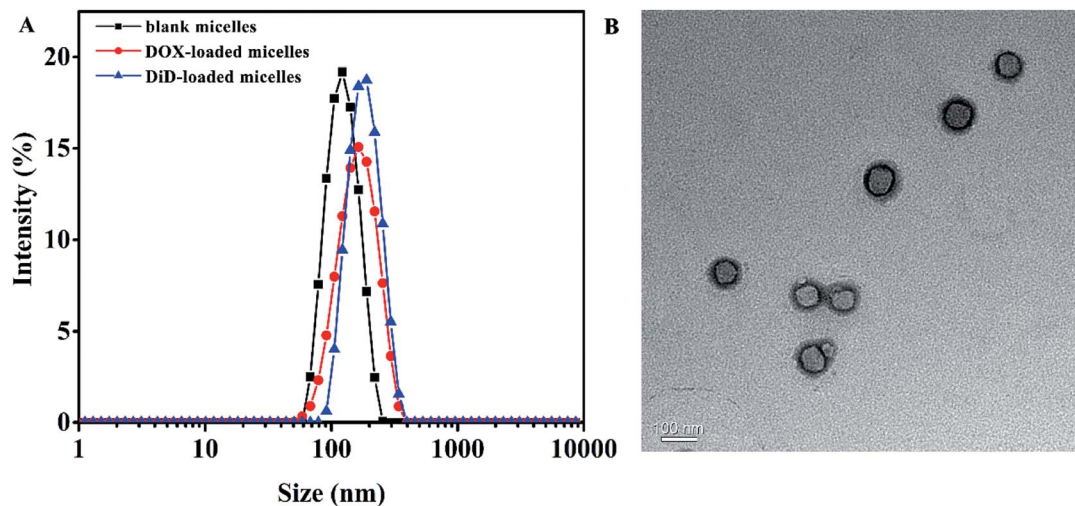 A
blank micelles
DOX-loaded micelles
DiD-loaded micelles
20
15
10
5
0
Intensity (%)
1
10
100
1000
10000
Size (nm)
B
100 nm